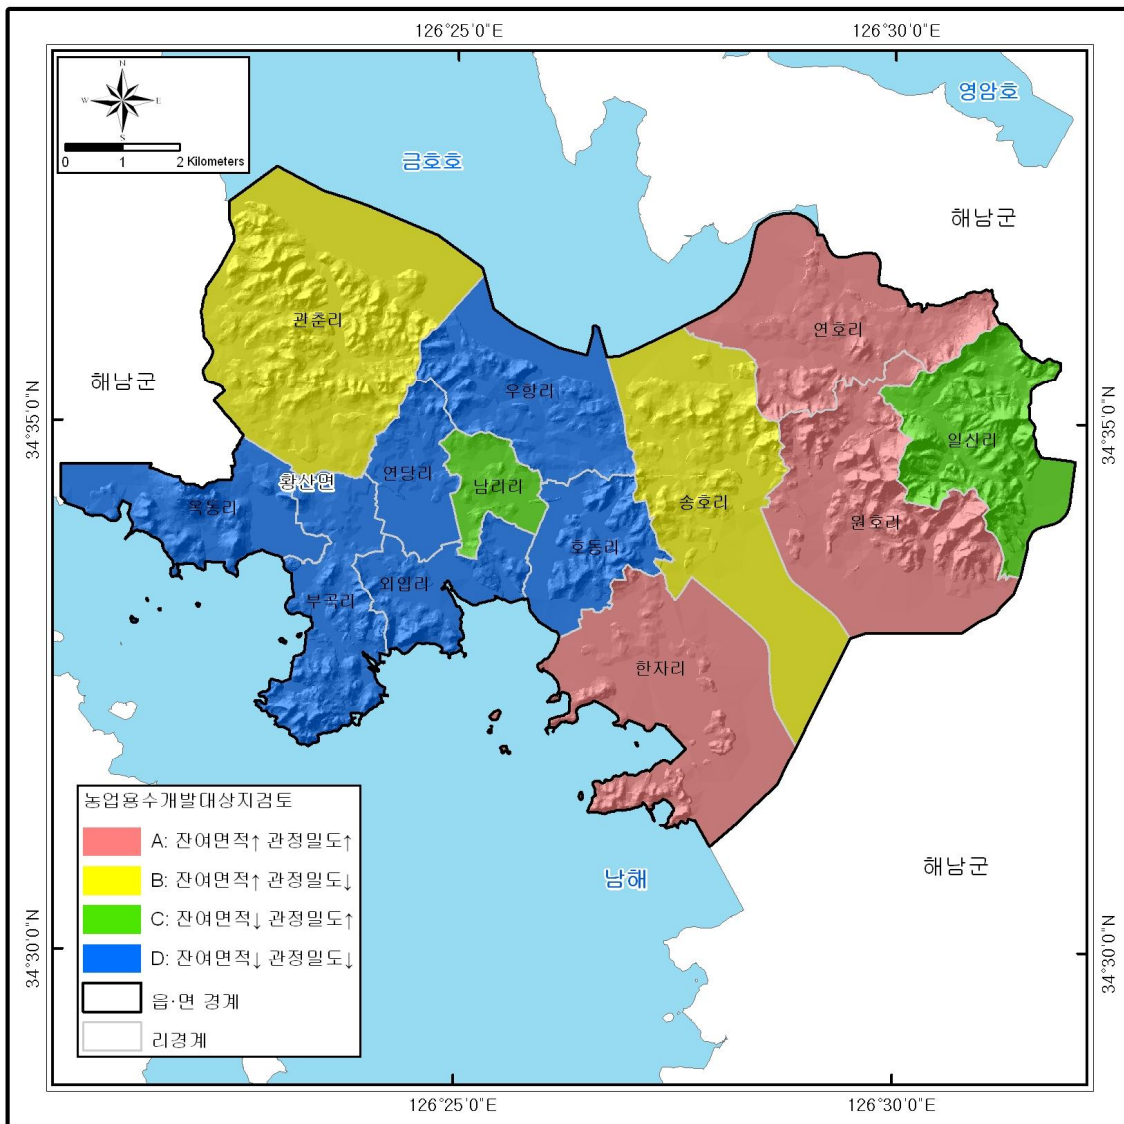 126°25'0"E
126°30'0"E
N
W
E
S
0 1 2 Kilometers
영암호
금호호
해남군
관춘리
연호리
해남군
우항리
34°35'0"N
34°35'0"N
일신리
연당리
남리리
황산면
송호리
옥동리
원호리
호동리
외입리
부곡리
한자리
농업용수개발대상지검토
A: 잔여면적↑ 관정밀도↑
B: 잔여면적↑ 관정밀도↓
C: 잔여면적↓ 관정밀도↑
D: 잔여면적↓ 관정밀도↓
읍·면 경계
리경계
남해
해남군
34°30'0"N
34°30'0"N
126°25'0"E
126°30'0"E